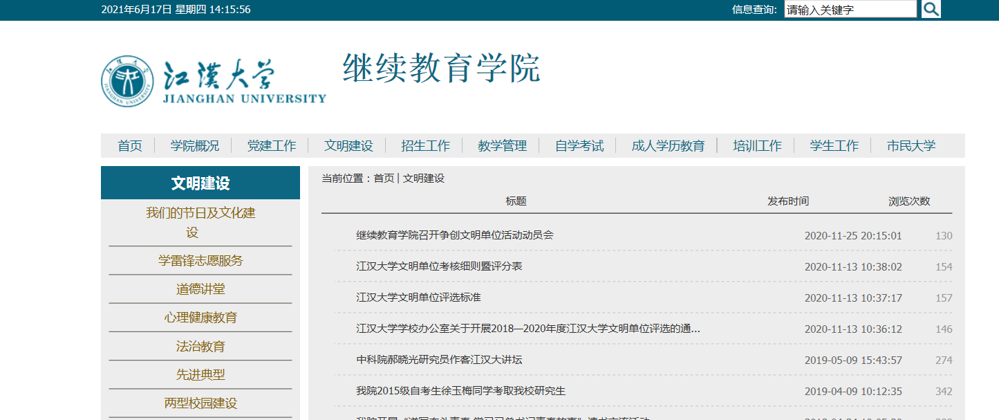 2021年6月17日 星期四 14:15:56
信息查询: 请输入关键字
江漢大学
JIANGHAN UNIVERSITY
继续教育学院
首页 学院概况 党建工作 文明建设 招生工作 教学管理 自学考试 成人学历教育 培训工作 学生工作 市民大学
文明建设
我们的节日及文化建
设
学雷锋志愿服务
道德讲堂
心理健康教育
法治教育
先进典型
两型校园建设
当前位置：首页 | 文明建设
标题 发布时间 浏览次数
继续教育学院召开争创文明单位活动动员会 2020-11-25 20:15:01 130
江汉大学文明单位考核细则暨评分表 2020-11-13 10:38:02 154
江汉大学文明单位评选标准 2020-11-13 10:37:17 157
江汉大学学校办公室关于开展2018—2020年度江汉大学文明单位评选的通... 2020-11-13 10:36:12 146
中科院郝晓光研究员作客江汉大讲坛 2019-05-09 15:43:57 274
我院2015级自考生徐玉梅同学考取我校研究生 2019-04-09 10:12:35 342